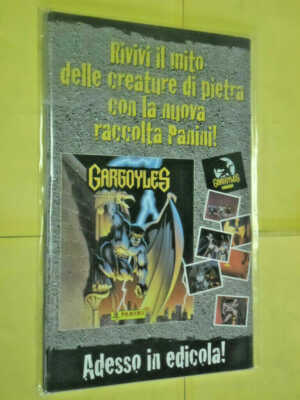 Rivivi il mito
delle creature di pietra
con la nuova
raccolta Panini!
GARGOYLES
GARGOYLES
PANINI
Adesso in edicola!